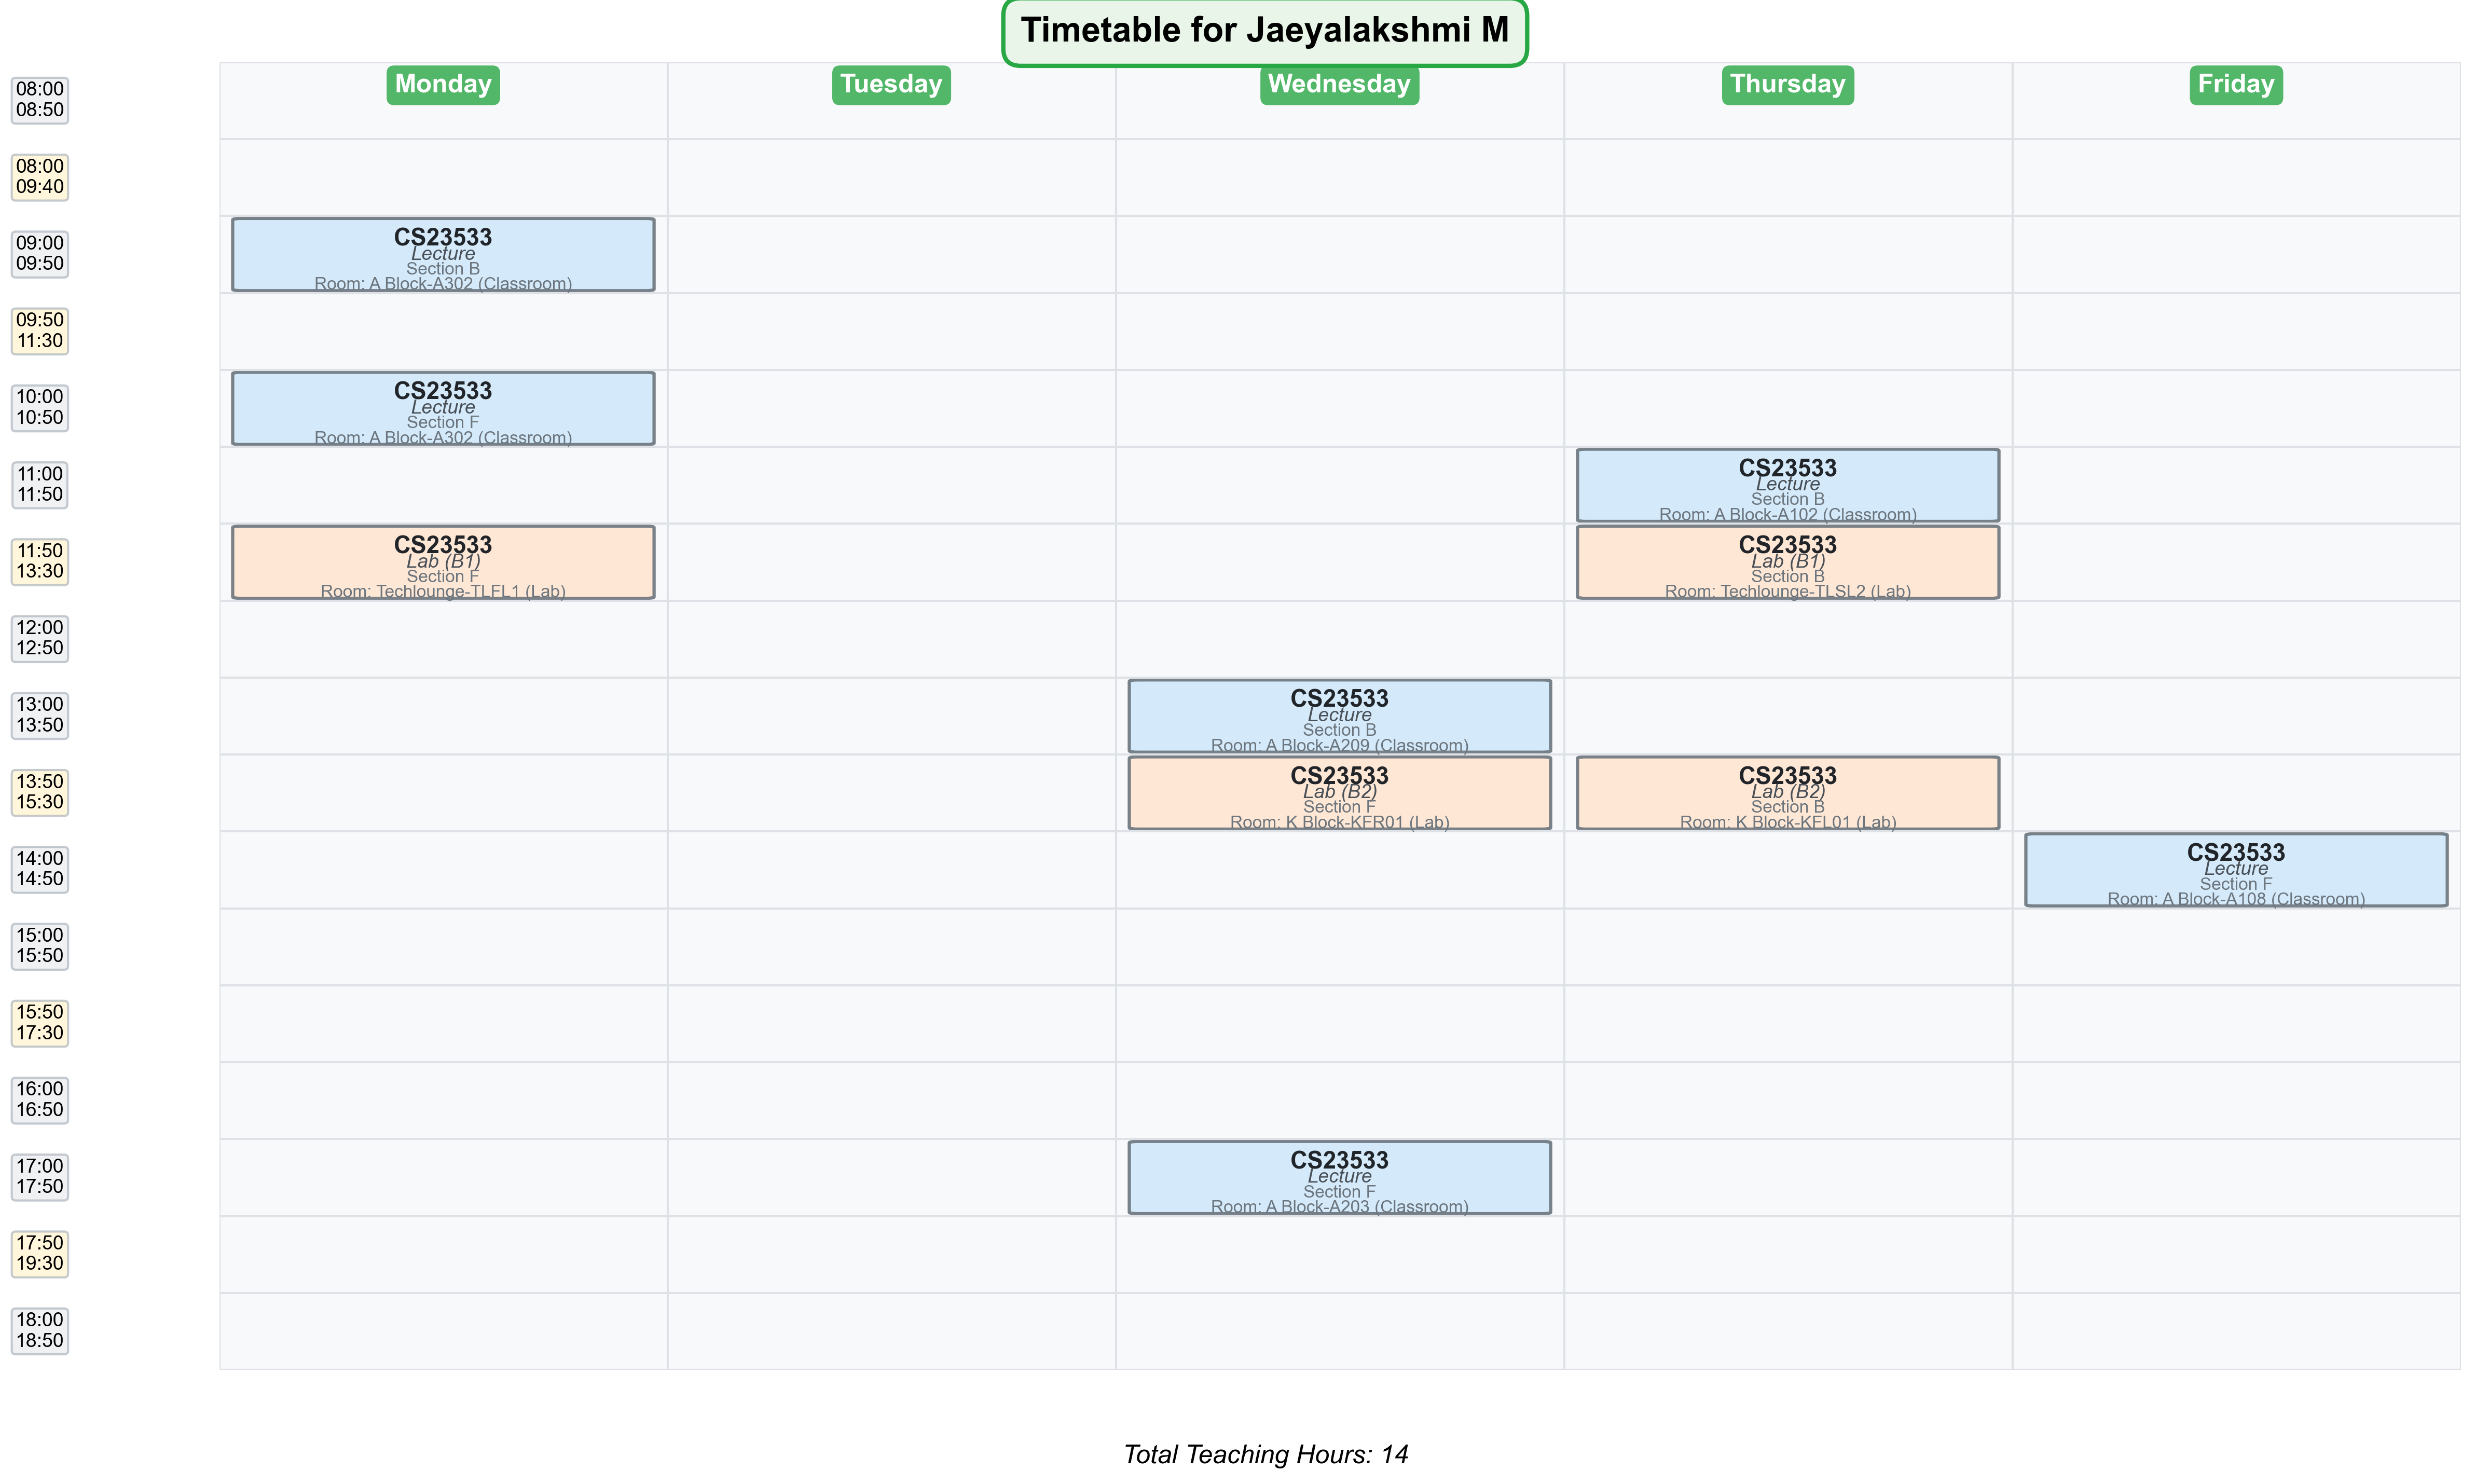 Timetable for Jaeyalakshmi M
Monday
Tuesday
Wednesday
Thursday
Friday
08:00
08:50
08:00
09:40
09:00
09:50
CS23533
Lecture
Section B
Room: A Block-A302 (Classroom)
09:50
11:30
10:00
10:50
CS23533
Lecture
Section F
Room: A Block-A302 (Classroom)
11:00
11:50
CS23533
Lecture
Section B
Room: A Block-A102 (Classroom)
11:50
13:30
CS23533
Lab (B1)
Section F
Room: Techlounge-TLFL1 (Lab)
CS23533
Lab (B1)
Section B
Room: Techlounge-TLSL2 (Lab)
12:00
12:50
13:00
13:50
CS23533
Lecture
Section B
Room: A Block-A209 (Classroom)
13:50
15:30
CS23533
Lab (B2)
Section F
Room: K Block-KFR01 (Lab)
CS23533
Lab (B2)
Section B
Room: K Block-KFL01 (Lab)
14:00
14:50
CS23533
Lecture
Section F
Room: A Block-A108 (Classroom)
15:00
15:50
15:50
17:30
16:00
16:50
17:00
17:50
CS23533
Lecture
Section F
Room: A Block-A203 (Classroom)
17:50
19:30
18:00
18:50
Total Teaching Hours: 14